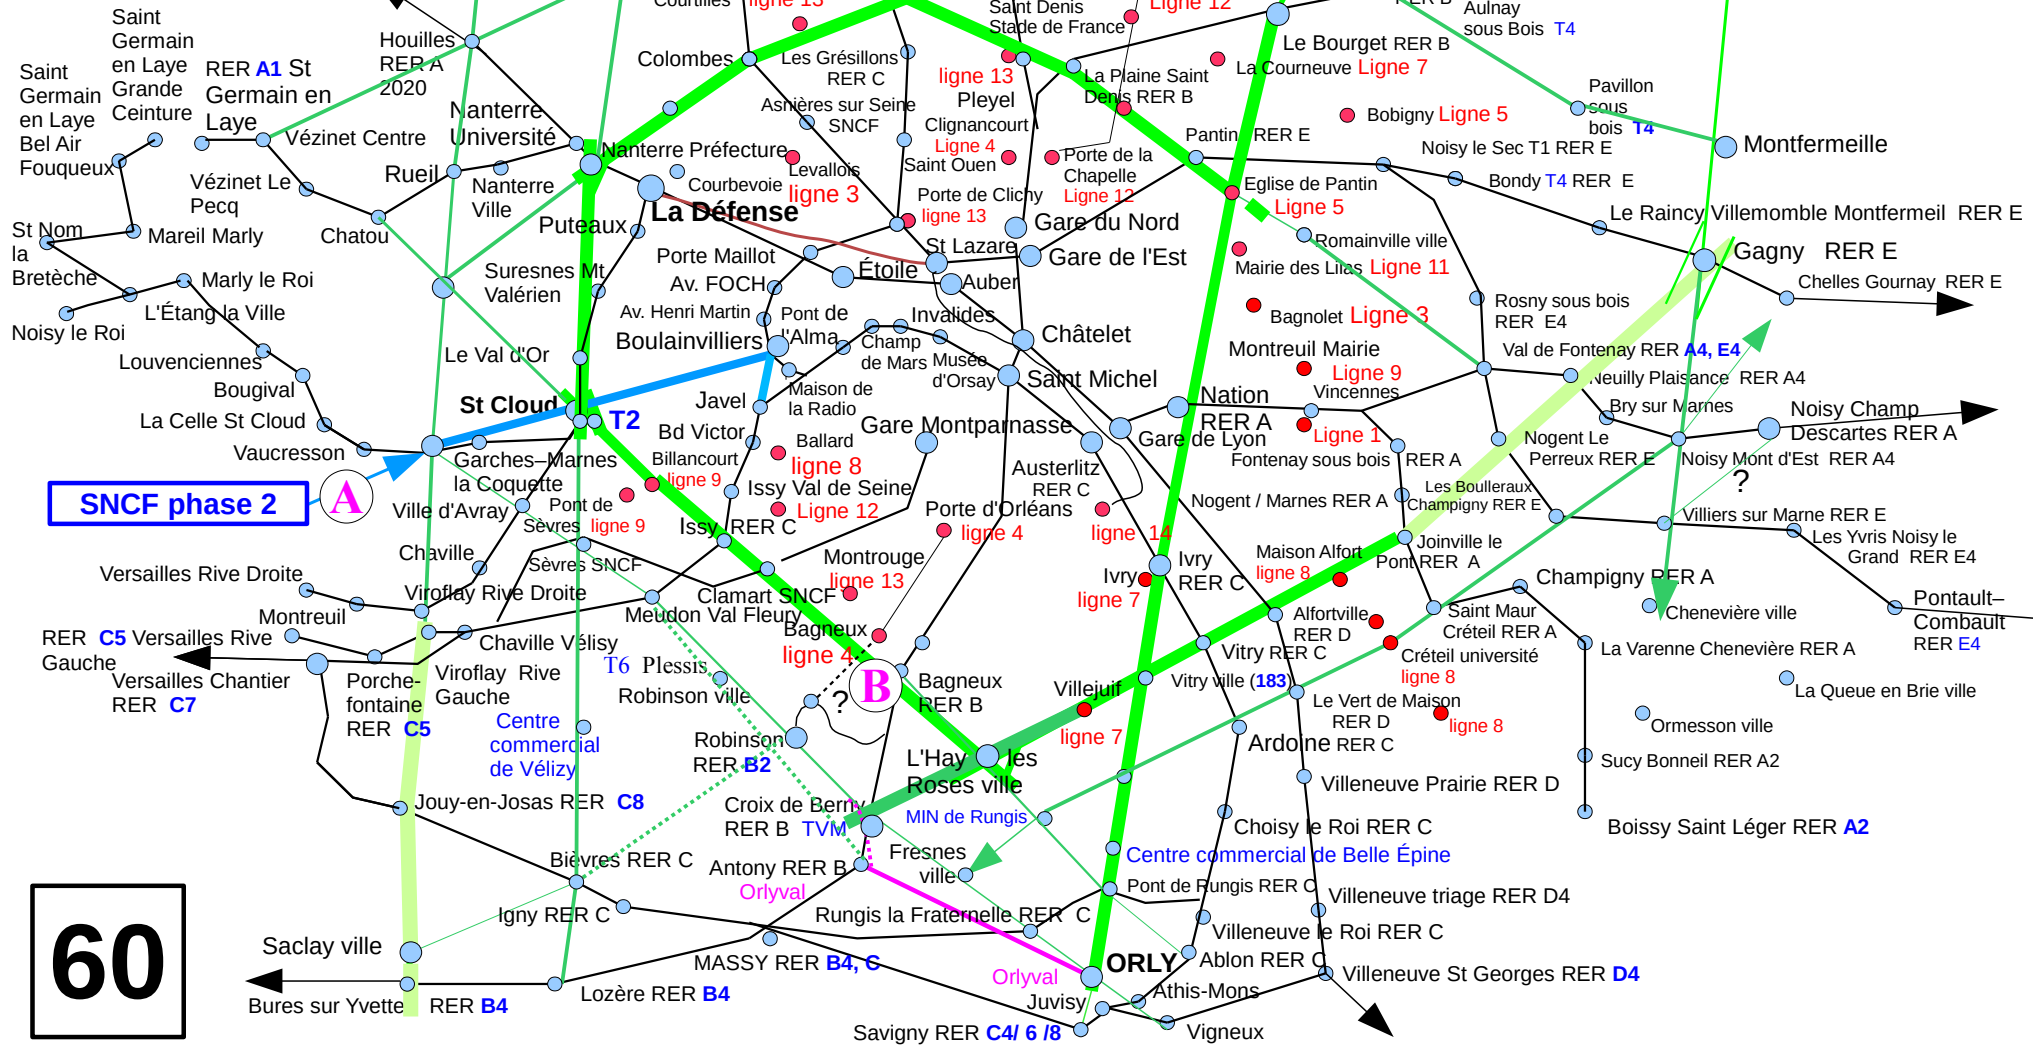 Courtilles ligne 13
Saint Denis
Stade de France
Ligne 12
RER B
Aulnay
sous Bois T4
Saint
Germain
en Laye
Grande
Ceinture
Saint
Germain
en Laye
Bel Air
Fouqueux
RER A1 St
Germain en
Laye
Houilles
RER A
2020
Nanterre
Université
Colombes
Les Grésillons
RER C
Asnières sur Seine
SNCF
ligne 13
Pleyel
Clignancourt
Ligne 4
Saint Ouen
La Plaine Saint
Denis RER B
Le Bourget RER B
La Courneuve Ligne 7
Bobigny Ligne 5
Pavillon
sous
bois T4
Montfermeille
Vézinet Centre
Rueil
Nanterre
Ville
Nanterre Préfecture
Courbevoie
Levallois
ligne 3
Porte de Clichy
ligne 13
Porte de la
Chapelle
Ligne 12
Pantin RER E
Noisy le Sec T1 RER E
Bondy T4 RER E
Eglise de Pantin
Ligne 5
Le Raincy Villemomble Montfermeil RER E
Vézinet Le
Pecq
Chatou
Puteaux
La Défense
St Lazare
Gare du Nord
Gare de l'Est
Romainville ville
Mairie des Lilas Ligne 11
Gagny RER E
Chelles Gournay RER E
St Nom
la
Bretèche
Mareil Marly
Marly le Roi
L'Étang la Ville
Noisy le Roi
Suresnes Mt
Valérien
Porte Maillot
Av. FOCH
Étoile
Auber
Av. Henri Martin
Pont de
l'Alma
Invalides
Châtelet
Bagnolet Ligne 3
Rosny sous bois
RER E4
Louvenciennes
Bougival
La Celle St Cloud
Vaucresson
Le Val d'Or
Boulainvilliers
Champ
de Mars
Musée
d'Orsay
Saint Michel
Montreuil Mairie
Ligne 9
Val de Fontenay RER A4, E4
Neuilly Plaisance RER A4
Bry sur Marnes
Maison de
la Radio
St Cloud
T2
Javel
Bd Victor
Gare Montparnasse
Nation
RER A
Vincennes
Ligne 1
Gare de Lyon
Fontenay sous bois RER A
Nogent Le
Perreux RER E
Noisy Champ
Descartes RER A
Noisy Mont d'Est RER A4
?
Garches–Marnes
la Coquette
Billancourt
ligne 9
Ballard
ligne 8
Issy Val de Seine
Ligne 12
Austerlitz
RER C
Nogent / Marnes RER A
Les Boulleraux
Champigny RER E
Villiers sur Marne RER E
SNCF phase 2
A
Ville d'Avray
Pont de
Sèvres ligne 9
Issy RER C
Porte d'Orléans
ligne 4
ligne 14
Les Yvris Noisy le
Grand RER E4
Chaville
Sèvres SNCF
Montrouge
ligne 13
Ivry
ligne 7
Ivry
RER C
Maison Alfort
ligne 8
Joinville le
Pont RER A
Versailles Rive Droite
Viroflay Rive Droite
Clamart SNCF
Meudon Val Fleury
Champigny RER A
Chenevière ville
Pontault–
Combault
RER E4
Montreuil
RER C5 Versailles Rive
Gauche
Chaville Vélisy
Bagneux
ligne 4
Alfortville
RER D
Saint Maur
Créteil RER A
La Varenne Chenevière RER A
Vitry RER C
Créteil université
ligne 8
Versailles Chantier
RER C7
Porche-
fontaine
RER C5
Viroflay Rive
Gauche
T6 Plessis
Robinson ville
?
B
Bagneux
RER B
Villejuif
ligne 7
Vitry ville (183)
Le Vert de Maison
RER D
ligne 8
La Queue en Brie ville
Ormesson ville
Centre
commercial
de Vélizy
Robinson
RER B2
L'Hay les
Roses ville
Ardoine RER C
Sucy Bonneil RER A2
Villeneuve Prairie RER D
Jouy-en-Josas RER C8
Croix de Berny
RER B TVM
MIN de Rungis
Choisy le Roi RER C
Boissy Saint Léger RER A2
Bièvres RER C
Antony RER B
Orlyval
Fresnes
ville
Centre commercial de Belle Épine
Pont de Rungis RER C
Villeneuve triage RER D4
60
Igny RER C
Rungis la Fraternelle RER C
Villeneuve le Roi RER C
Saclay ville
MASSY RER B4, C
Orlyval
ORLY
Ablon RER C
Villeneuve St Georges RER D4
Bures sur Yvette RER B4
Lozère RER B4
Juvisy
Athis-Mons
Savigny RER C4/ 6 /8
Vigneux